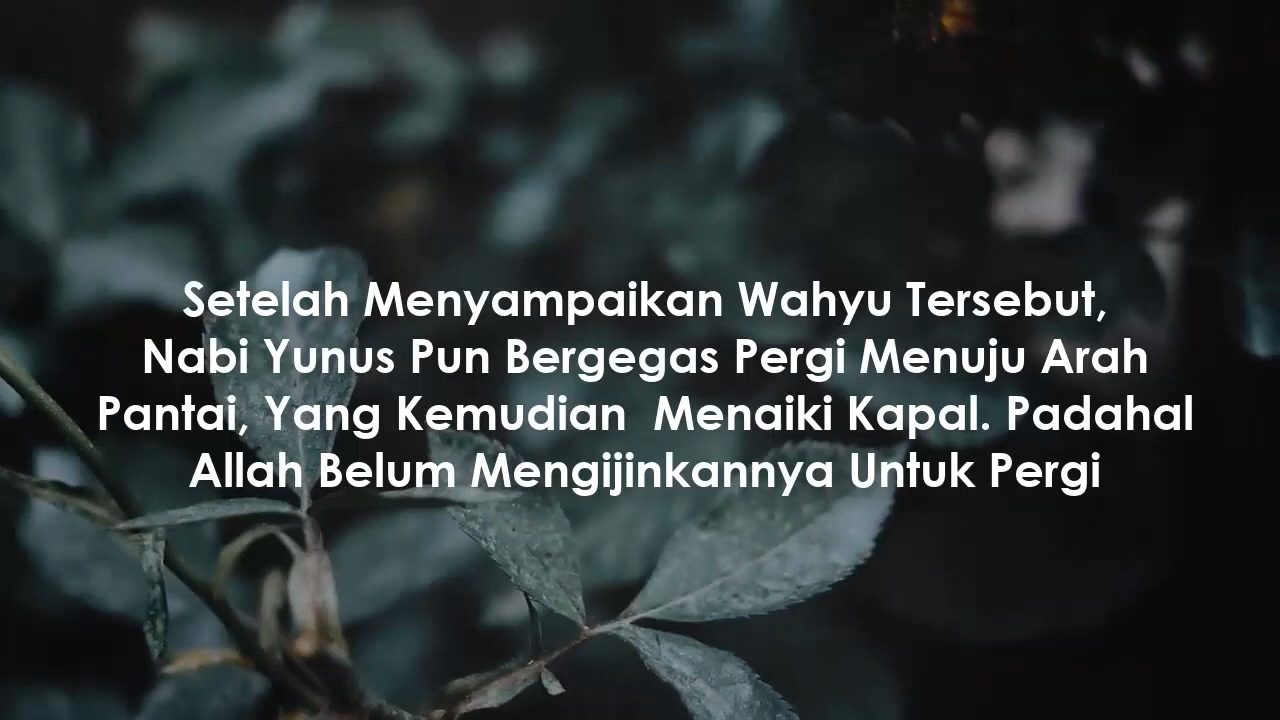 Setelah Menyampaikan Wahyu Tersebut,
Nabi Yunus Pun Bergegas Pergi Menuju Arah
Pantai, Yang Kemudian  Menaiki Kapal. Padahal
Allah Belum Mengijinkannya Untuk Pergi